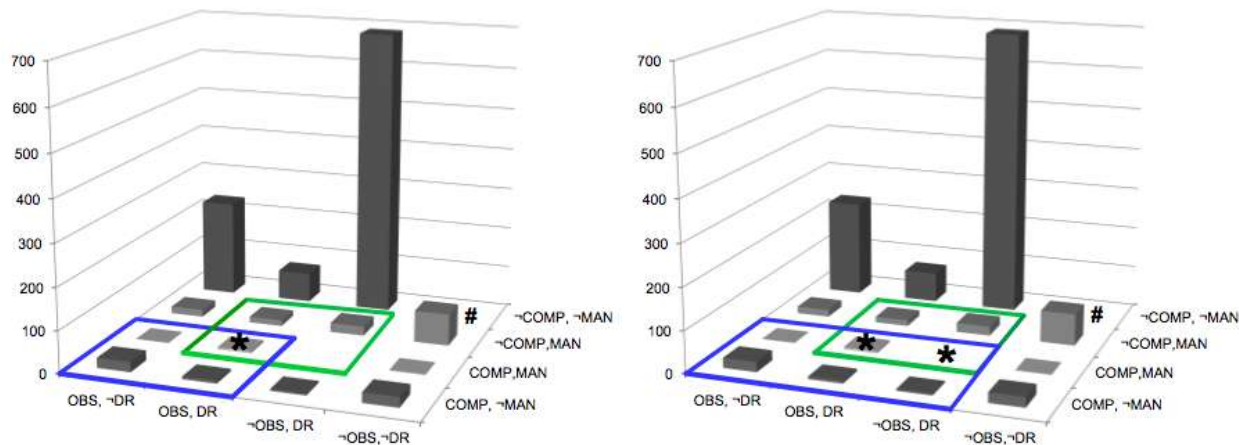 700
600
500
400
300
200
100
0
OBS, ¬DR
OBS, DR
¬OBS, DR
¬OBS,¬DR
¬COMP, ¬MAN
¬COMP,MAN
COMP,MAN
COMP, ¬MAN
*
#
700
600
500
400
300
200
100
0
OBS, ¬DR
OBS, DR
¬OBS, DR
¬OBS,¬DR
¬COMP, ¬MAN
¬COMP,MAN
COMP,MAN
COMP, ¬MAN
*
*
#